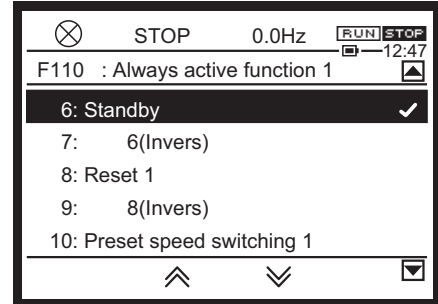 STOP 0.0Hz RUN STOP
12:47
F110 : Always active function 1
6: Standby
7: 6(Invers)
8: Reset 1
9: 8(Invers)
10: Preset speed switching 1